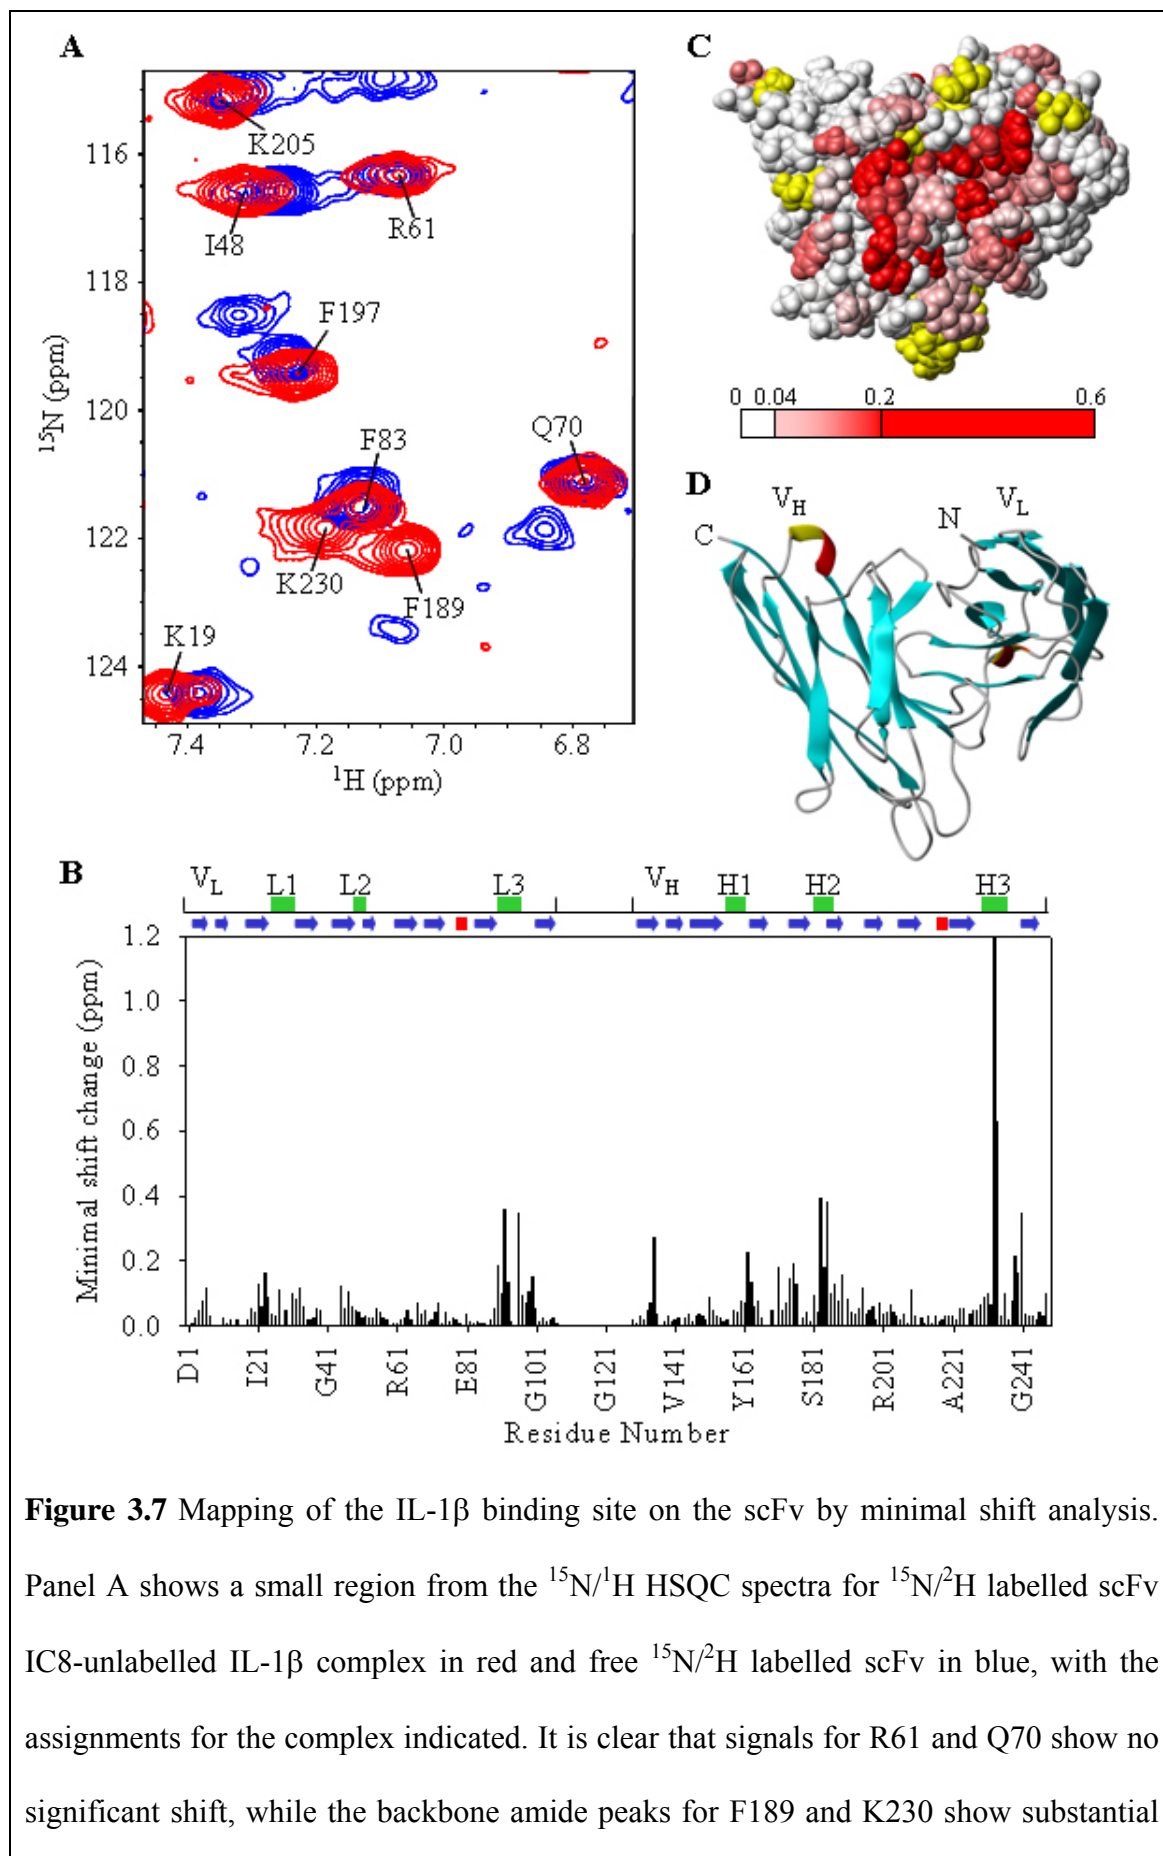 A
C
K205
116
I48
R61
118
F197
¹⁵N (ppm)
120
Q70
F83
122
K230
F189
K19
124
7.4 7.2 7.0 6.8
¹H (ppm)
0 0.04 0.2 0.6
D
V_H
V_L
C
N
B
V_L L1 L2 L3 V_H H1 H2 H3
1.2
1.0
0.8
0.6
0.4
0.2
0.0
Minimal shift change (ppm)
D1 I21 G41 R61 E81 G101 G121 V141 Y161 S181 R201 A221 G241
Residue Number
Figure 3.7 Mapping of the IL-1β binding site on the scFv by minimal shift analysis.
Panel A shows a small region from the ¹⁵N/¹H HSQC spectra for ¹⁵N/²H labelled scFv
IC8-unlabelled IL-1β complex in red and free ¹⁵N/²H labelled scFv in blue, with the
assignments for the complex indicated. It is clear that signals for R61 and Q70 show no
significant shift, while the backbone amide peaks for F189 and K230 show substantial